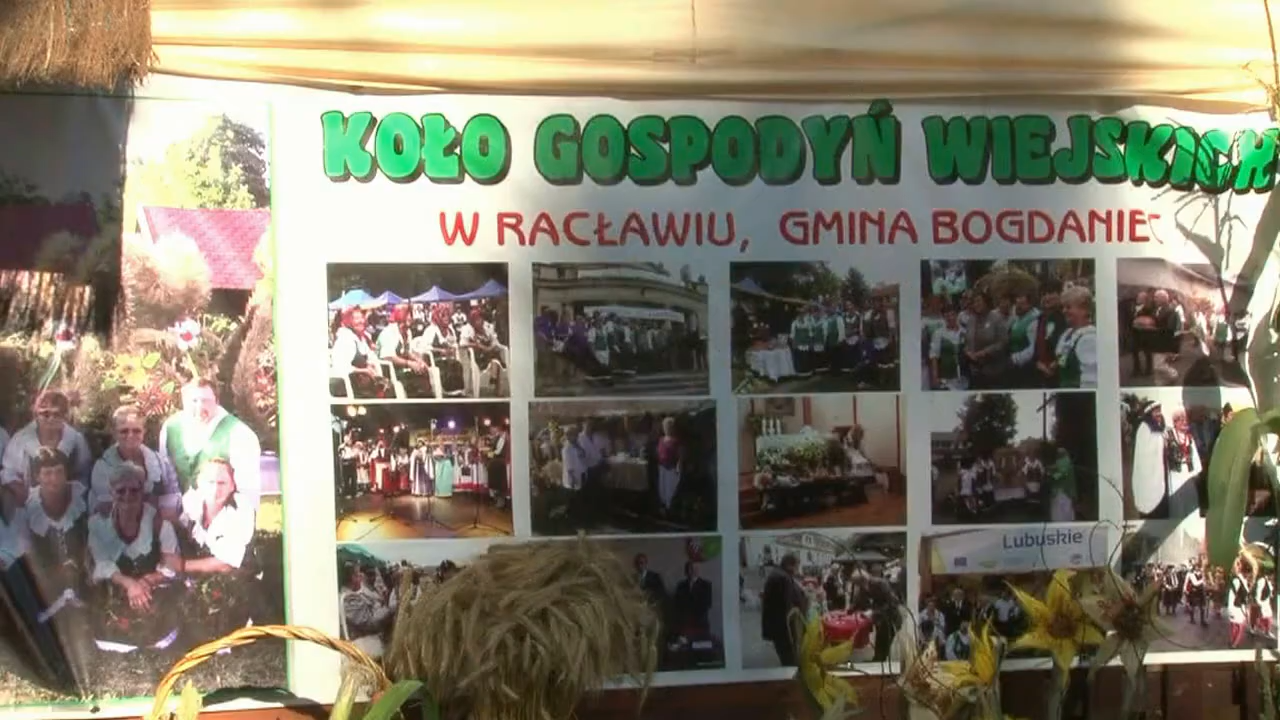 KOŁO GOSPODYŃ WIEJSKICH
W RACŁAWIU, GMINA BOGDANIEC
Lubuskie